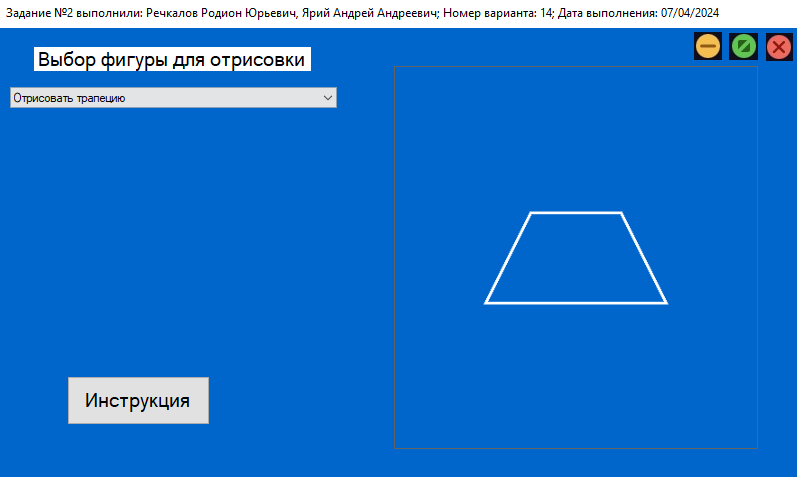 Задание №2 выполнили: Речкалов Родион Юрьевич, Ярий Андрей Андреевич; Номер варианта: 14; Дата выполнения: 07/04/2024
Выбор фигуры для отрисовки
Отрисовать трапецию
Инструкция